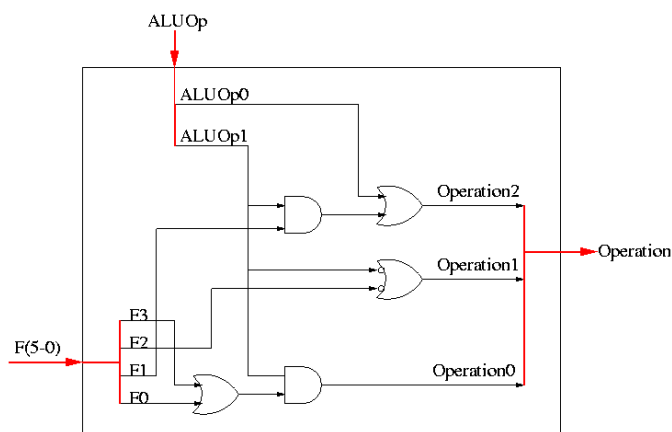 ALUOp
ALUOp0
ALUOp1
Operation2
Operation
Operation1
F3
F(5-0)
F2
F1
Operation0
F0